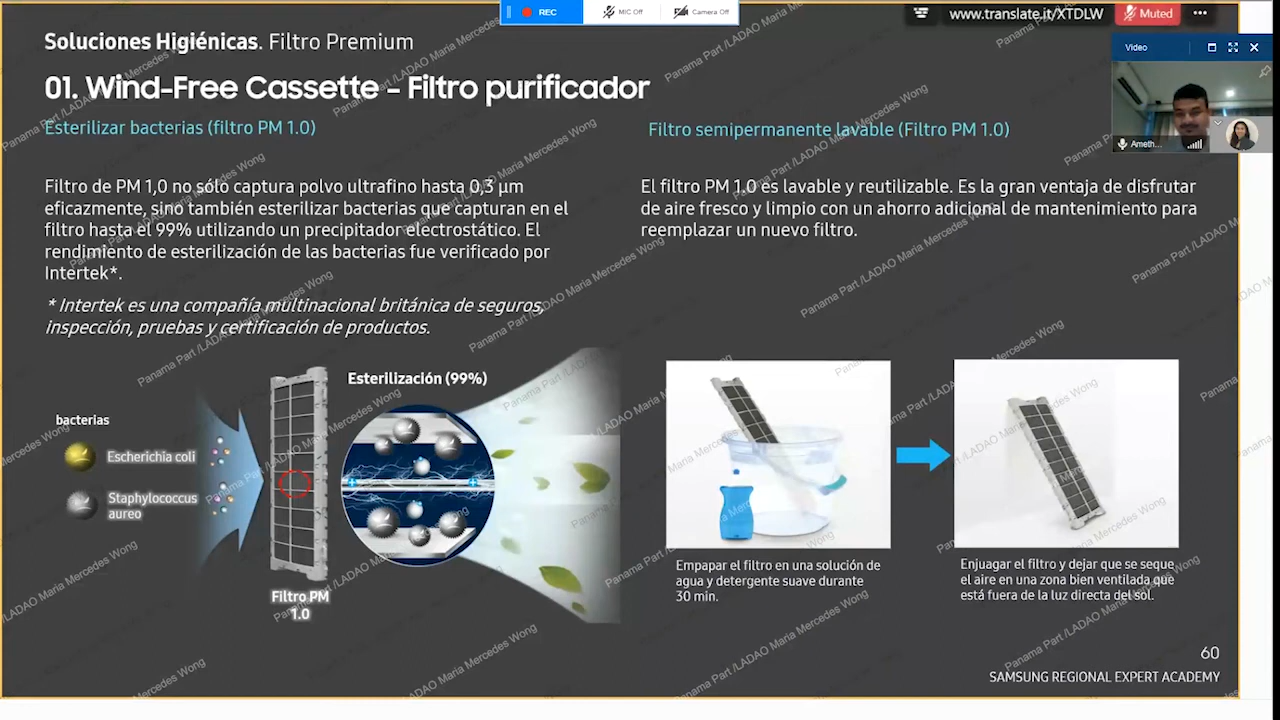 REC
MIC Off
Camera Off
www.translate.it/XTDLW
Muted
Video
Ameth...
Soluciones Higiénicas. Filtro Premium
01. Wind-Free Cassette – Filtro purificador
Esterilizar bacterias (filtro PM 1.0)
Filtro de PM 1,0 no sólo captura polvo ultrafino hasta 0,3 μm
eficazmente, sino también esterilizar bacterias que capturan en el
filtro hasta el 99% utilizando un precipitador electrostático. El
rendimiento de esterilización de las bacterias fue verificado por
Intertek*.
* Intertek es una compañía multinacional británica de seguros,
inspección, pruebas y certificación de productos.
bacterias
Escherichia coli
Staphylococcus
aureo
Filtro PM
1.0
Esterilización (99%)
Filtro semipermanente lavable (Filtro PM 1.0)
El filtro PM 1.0 es lavable y reutilizable. Es la gran ventaja de disfrutar
de aire fresco y limpio con un ahorro adicional de mantenimiento para
reemplazar un nuevo filtro.
Empapar el filtro en una solución de
agua y detergente suave durante
30 min.
Enjuagar el filtro y dejar que se seque
el aire en una zona bien ventilada que
está fuera de la luz directa del sol.
60
SAMSUNG REGIONAL EXPERT ACADEMY
Panama Part /LADAO Maria Mercedes Wong